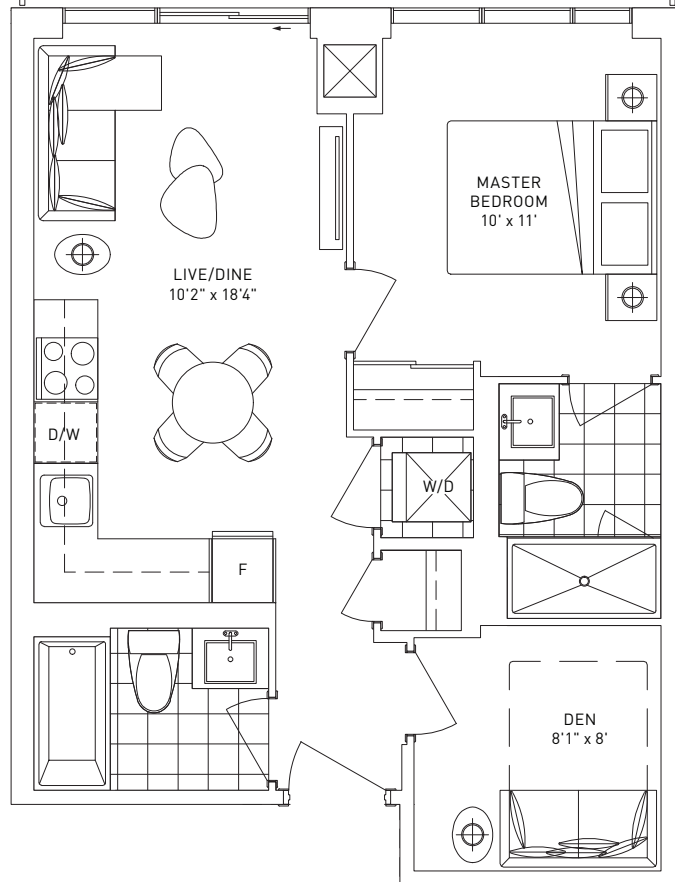 MASTER
BEDROOM
10' x 11'
LIVE/DINE
10'2" x 18'4"
D/W
W/D
F
DEN
8'1" x 8'